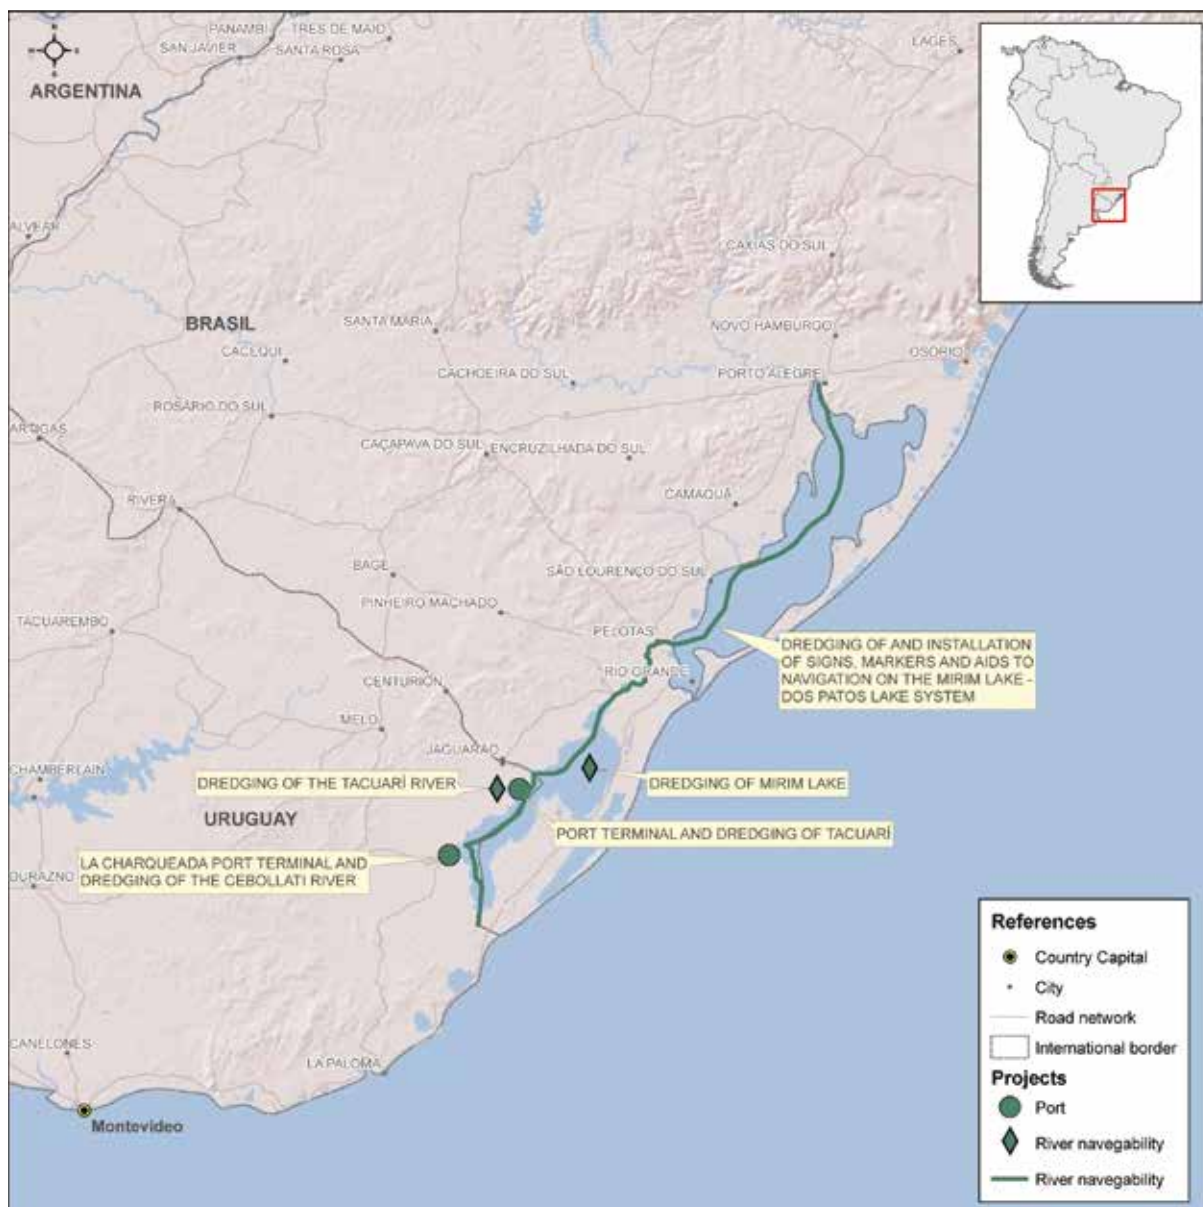 PANAMBI
TRES DE MAIO
SAN JAVIER
SANTA ROSA
LAGES
ARGENTINA
ALVEAR
CAXIAS DO SUL
BRASIL
SANTA MARIA
NOVO HAMBURGO
CACEQUI
OSORIO
CACHOEIRA DO SUL
PORTO ALEGRE
ROSARIO DO SUL
ARTIGAS
CAÇAPAVA DO SUL
ENCRUZILHADA DO SUL
CAMAQUÃ
RIVERA
BAGE
SÃO LOURENÇO DO SUL
PINHEIRO MACHADO
TACUAREMBO
PELOTAS
DREDGING OF AND INSTALLATION
OF SIGNS, MARKERS AND AIDS TO
NAVIGATION ON THE MIRIM LAKE -
DOS PATOS LAKE SYSTEM
RIO GRANDE
CENTURION
MELO
JAGUARAO
CHAMBERLAIN
DREDGING OF THE TACUARÍ RIVER
DREDGING OF MIRIM LAKE
URUGUAY
PORT TERMINAL AND DREDGING OF TACUARÍ
LA CHARQUEADA PORT TERMINAL AND
DREDGING OF THE CEBOLLATI RIVER
DURAZNO
CANELONES
LA PALOMA
Montevideo
References
Country Capital
City
Road network
International border
Projects
Port
River navegability
River navegability